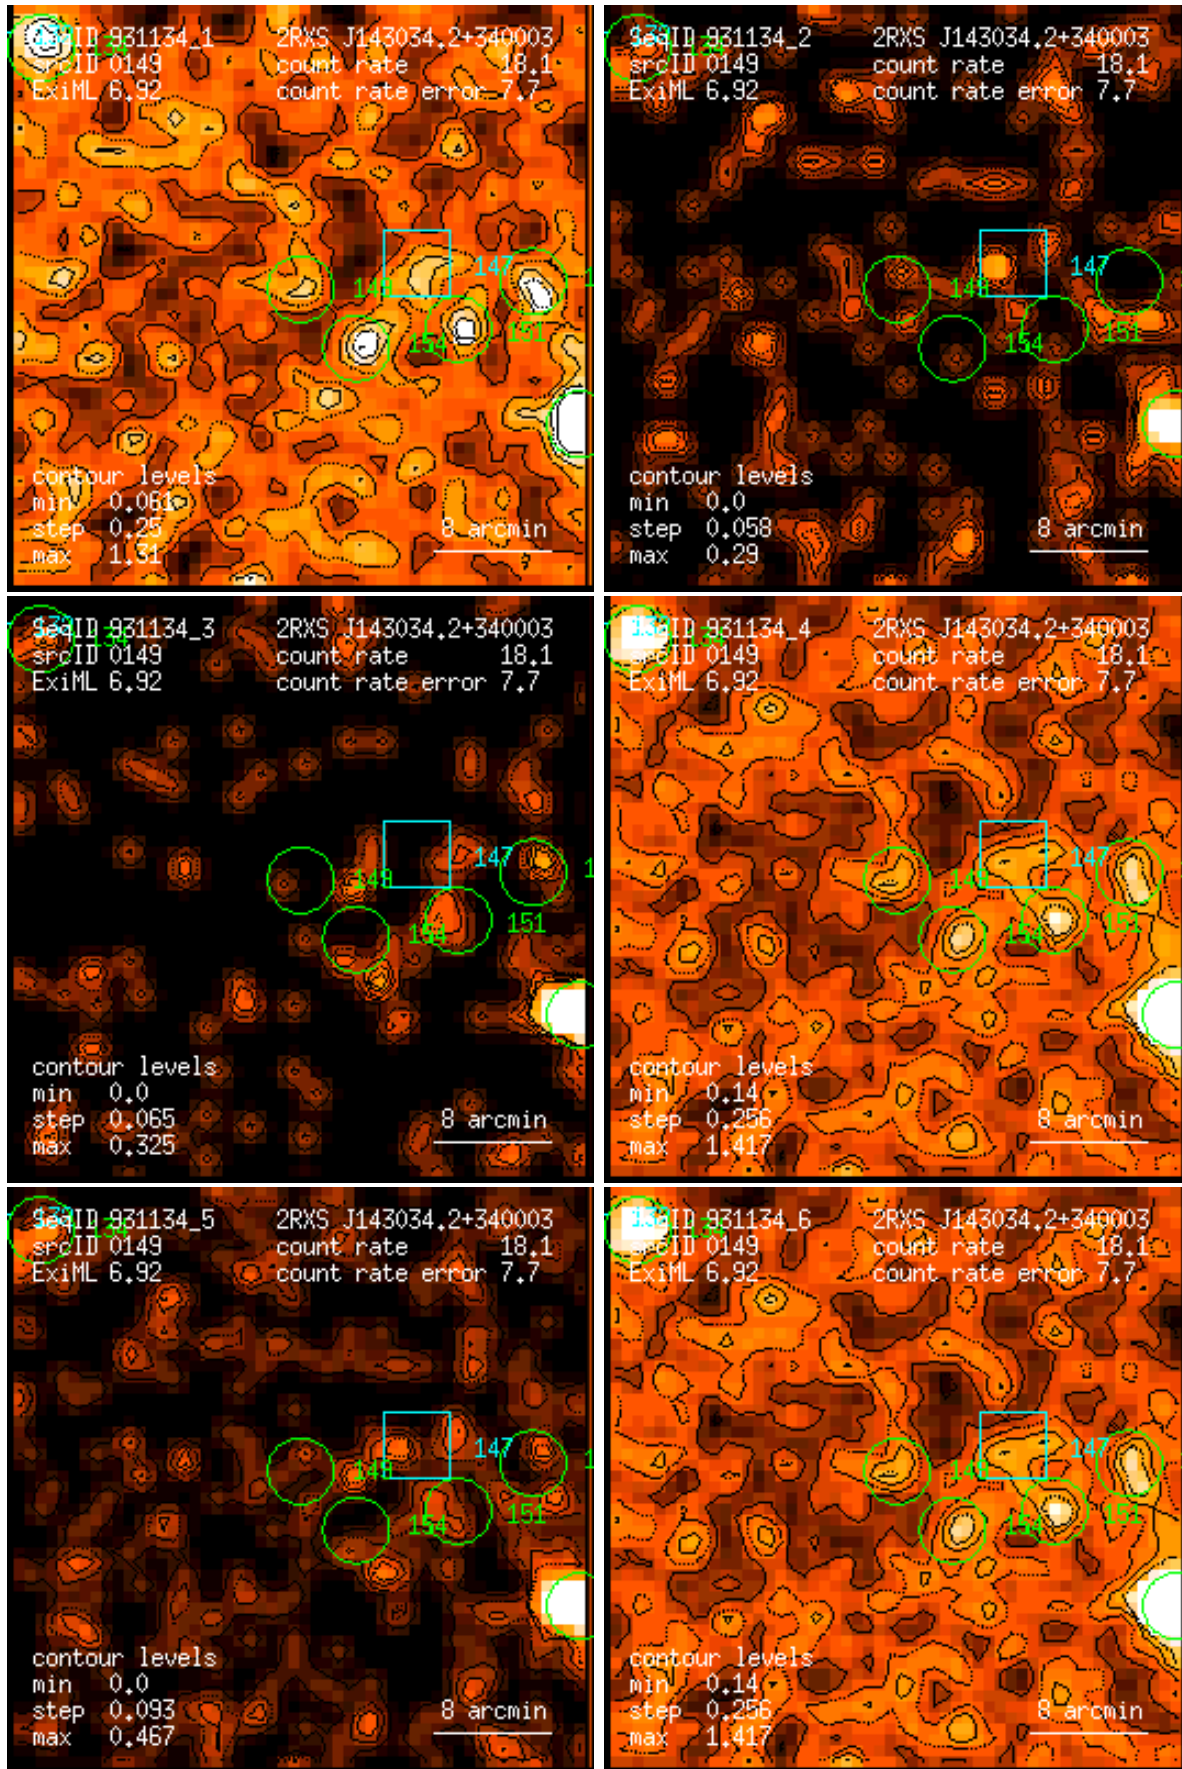 SeqID 931134_1 2RXS J143034.2+340003
srcID 0149 count rate 18.1
ExiML 6.92 count rate error 7.7
147
149
154 151
contour levels
min 0.061
step 0.25 8 arcmin
max 1.31
SeqID 931134_2 2RXS J143034.2+340003
srcID 0149 count rate 18.1
ExiML 6.92 count rate error 7.7
147
149
154 151
contour levels
min 0.0
step 0.058 8 arcmin
max 0.29
SeqID 931134_3 2RXS J143034.2+340003
srcID 0149 count rate 18.1
ExiML 6.92 count rate error 7.7
147
149
154 151
contour levels
min 0.0
step 0.065 8 arcmin
max 0.325
SeqID 931134_4 2RXS J143034.2+340003
srcID 0149 count rate 18.1
ExiML 6.92 count rate error 7.7
147
149
154 151
contour levels
min 0.14
step 0.256 8 arcmin
max 1.417
SeqID 931134_5 2RXS J143034.2+340003
srcID 0149 count rate 18.1
ExiML 6.92 count rate error 7.7
147
149
154 151
contour levels
min 0.0
step 0.093 8 arcmin
max 0.467
SeqID 931134_6 2RXS J143034.2+340003
srcID 0149 count rate 18.1
ExiML 6.92 count rate error 7.7
147
149
154 151
contour levels
min 0.14
step 0.256 8 arcmin
max 1.417